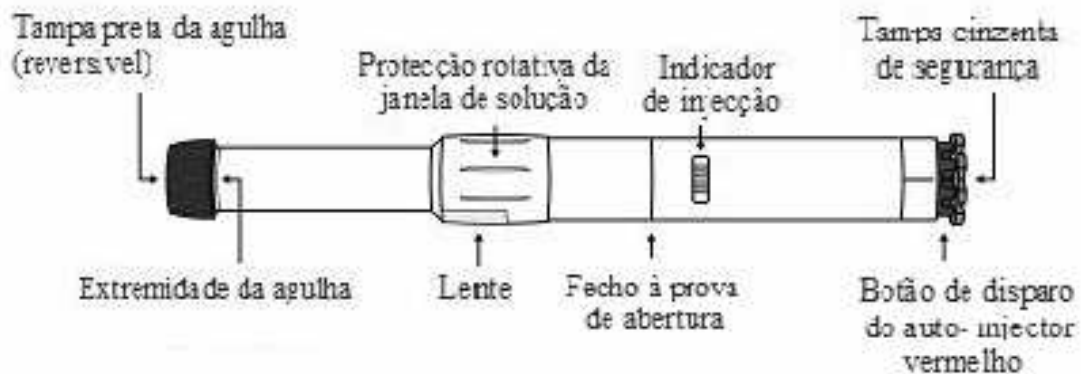 Tampa preta da agulha
(reversível)
Protecção rotativa da
janela de solução
Indicador
de injecção
Tampa cinzenta
de segurança
Extremidade da agulha
Lente
Fecho à prova
de abertura
Botão de disparo
do auto-injector
vermelho